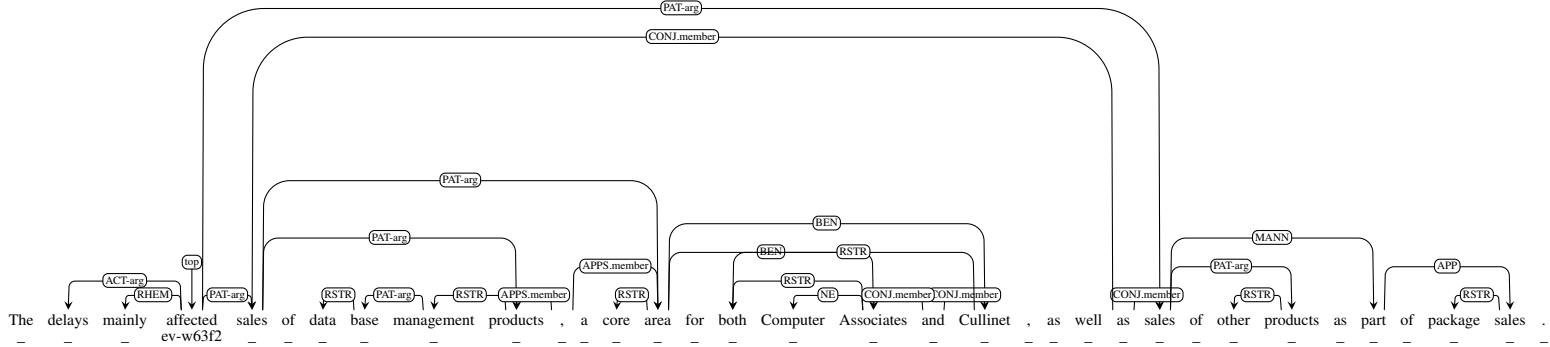 PAT-arg
CONJ.member
PAT-arg
BEN
PAT-arg MANN
BEN RSTR
top APPS.member PAT-arg APP
ACT-arg RSTR
RHEM PAT-arg RSTR PAT-arg RSTR APPS.member RSTR NE CONJ.member CONJ.member CONJ.member RSTR RSTR
The delays mainly affected sales of data base management products , a core area for both Computer Associates and Cullinet , as well as sales of other products as part of package sales .
_ _ _ ev-w63f2 _ _ _ _ _ _ _ _ _ _ _ _ _ _ _ _ _ _ _ _ _ _ _ _ _ _ _ _ _ _